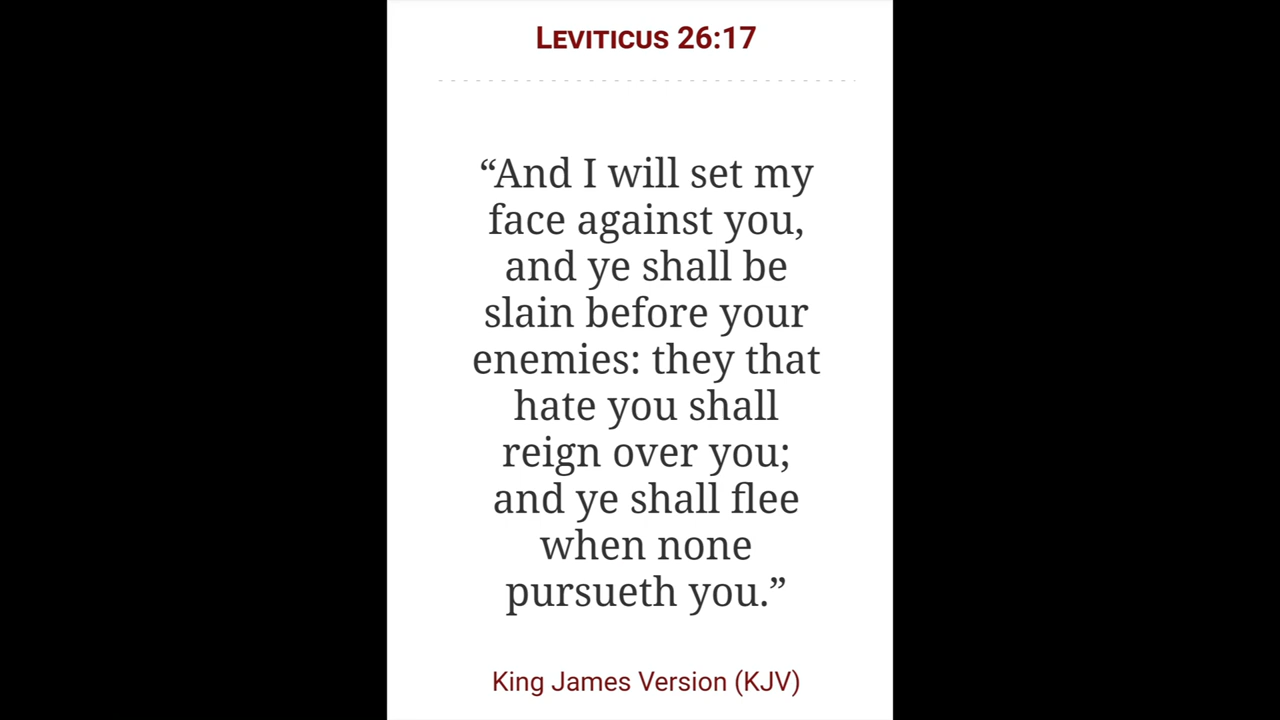 Leviticus 26:17
“And I will set my
face against you,
and ye shall be
slain before your
enemies: they that
hate you shall
reign over you;
and ye shall flee
when none
pursueth you.”
King James Version (KJV)